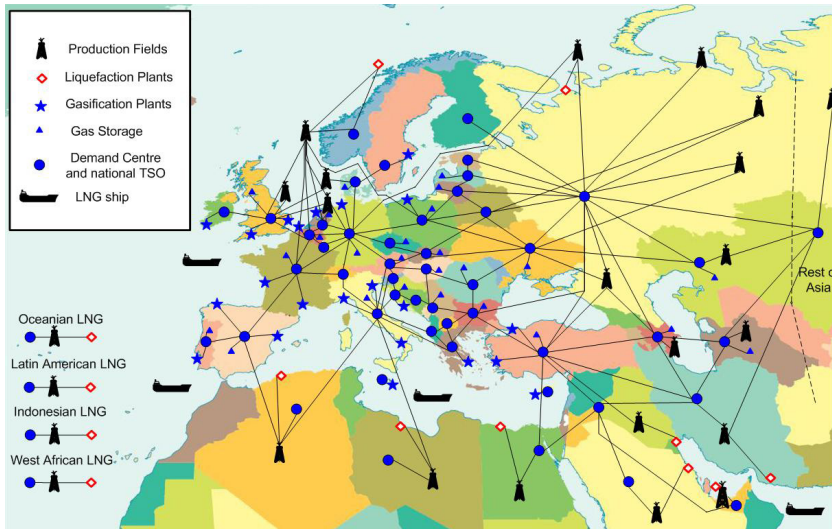 Production Fields
Liquefaction Plants
Gasification Plants
Gas Storage
Demand Centre
and national TSO
LNG ship
Rest of
Asia
Oceanian LNG
Latin American LNG
Indonesian LNG
West African LNG